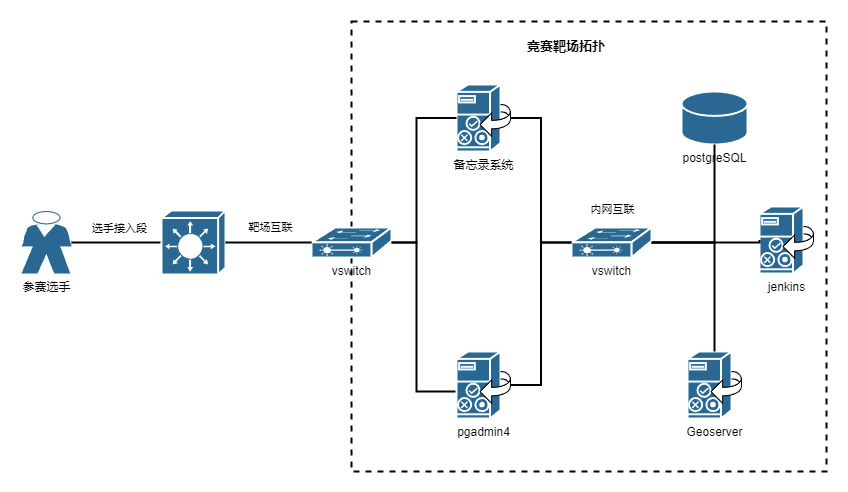 竞赛靶场拓扑
备忘录系统
postgreSQL
选手接入段
靶场互联
内网互联
参赛选手
vswitch
vswitch
jenkins
pgadmin4
Geoserver